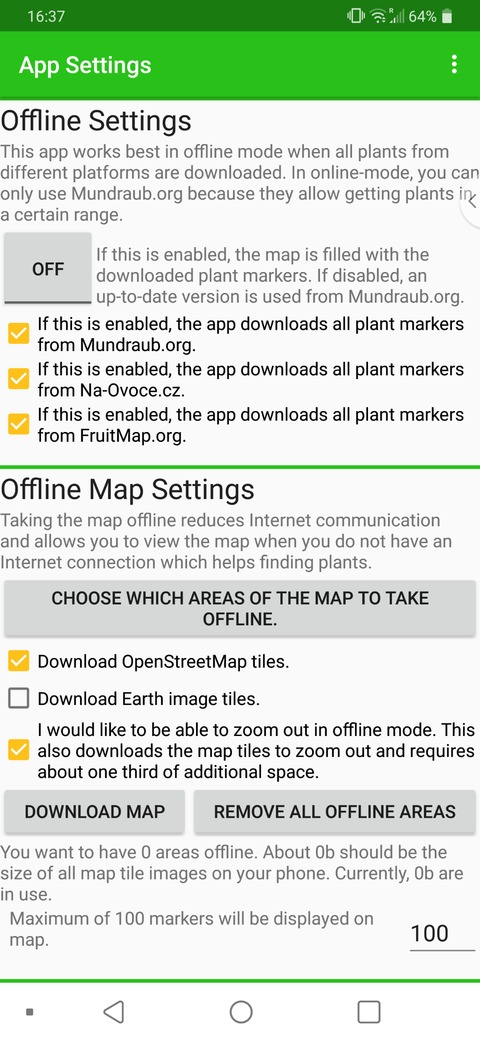 16:37
R
64%
App Settings
Offline Settings
This app works best in offline mode when all plants from
different platforms are downloaded. In online-mode, you can
only use Mundraub.org because they allow getting plants in
a certain range.
OFF
If this is enabled, the map is filled with the
downloaded plant markers. If disabled, an
up-to-date version is used from Mundraub.org.
If this is enabled, the app downloads all plant markers
from Mundraub.org.
If this is enabled, the app downloads all plant markers
from Na-Ovoce.cz.
If this is enabled, the app downloads all plant markers
from FruitMap.org.
Offline Map Settings
Taking the map offline reduces Internet communication
and allows you to view the map when you do not have an
Internet connection which helps finding plants.
CHOOSE WHICH AREAS OF THE MAP TO TAKE
OFFLINE.
Download OpenStreetMap tiles.
Download Earth image tiles.
I would like to be able to zoom out in offline mode. This
also downloads the map tiles to zoom out and requires
about one third of additional space.
DOWNLOAD MAP
REMOVE ALL OFFLINE AREAS
You want to have 0 areas offline. About 0b should be the
size of all map tile images on your phone. Currently, 0b are
in use.
Maximum of 100 markers will be displayed on
map.
100